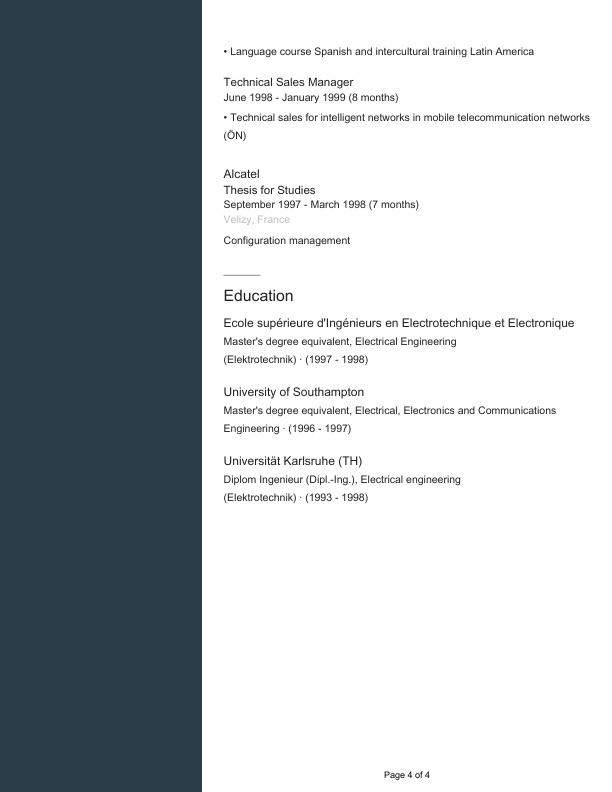 • Language course Spanish and intercultural training Latin America
Technical Sales Manager
June 1998 - January 1999 (8 months)
• Technical sales for intelligent networks in mobile telecommunication networks
(ÖN)
Alcatel
Thesis for Studies
September 1997 - March 1998 (7 months)
Velizy, France
Configuration management
Education
Ecole supérieure d'Ingénieurs en Electrotechnique et Electronique
Master's degree equivalent, Electrical Engineering
(Elektrotechnik) · (1997 - 1998)
University of Southampton
Master's degree equivalent, Electrical, Electronics and Communications
Engineering · (1996 - 1997)
Universität Karlsruhe (TH)
Diplom Ingenieur (Dipl.-Ing.), Electrical engineering
(Elektrotechnik) · (1993 - 1998)
Page 4 of 4